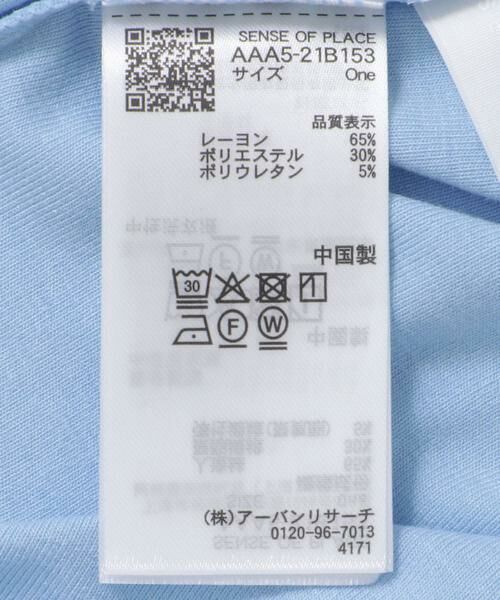 SENSE OF PLACE
AAA5-21B153
サイズ One
品質表示
レーヨン 65%
ポリエステル 30%
ポリウレタン 5%
中国製
30
F W
(株)アーバンリサーチ
0120-96-7013
4171